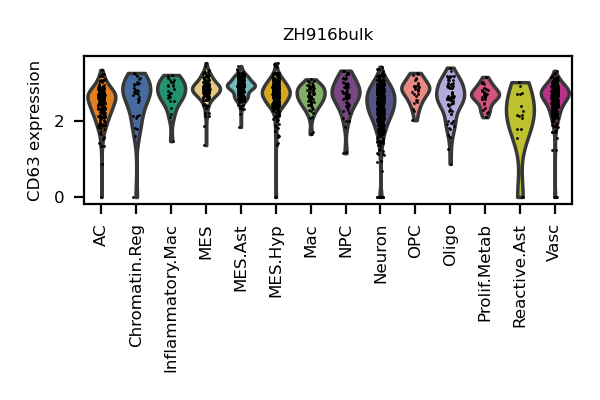 ZH916bulk
CD63 expression
2
0
AC
Chromatin.Reg
Inflammatory.Mac
MES
MES.Ast
MES.Hyp
Mac
NPC
Neuron
OPC
Oligo
Prolif.Metab
Reactive.Ast
Vasc